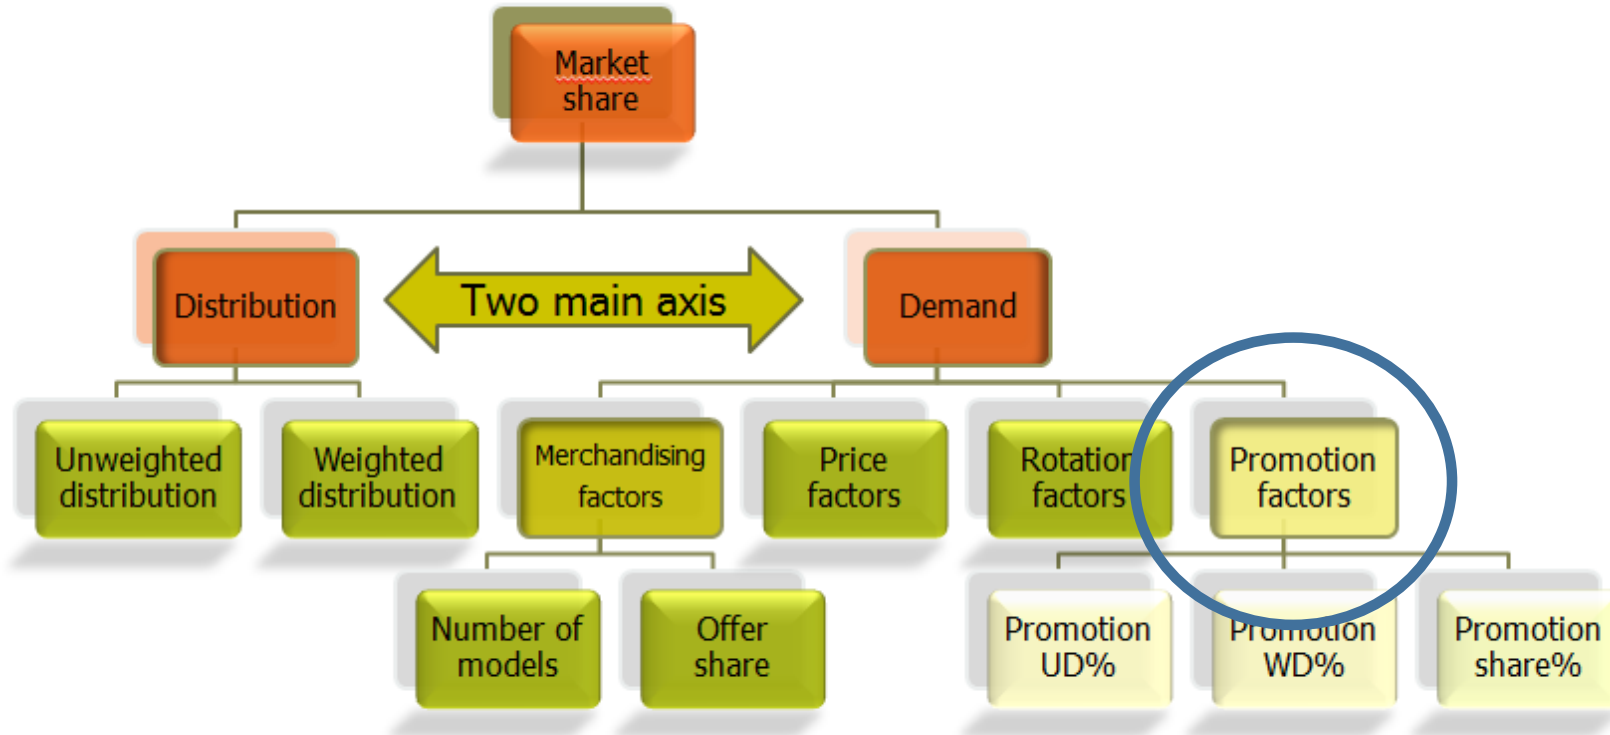 Market
share
Distribution
Two main axis
Demand
Unweighted
distribution
Weighted
distribution
Merchandising
factors
Price
factors
Rotation
factors
Promotion
factors
Number of
models
Offer
share
Promotion
UD%
Promotion
WD%
Promotion
share%